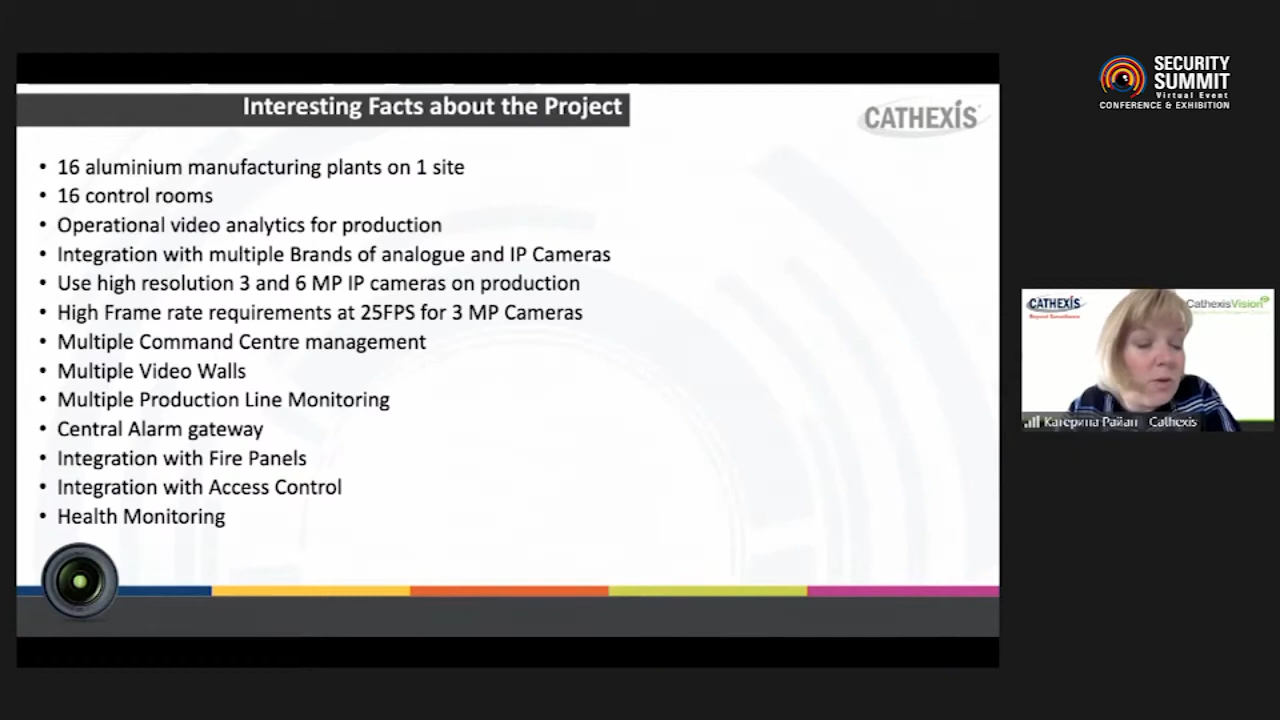 Interesting Facts about the Project
CATHEXIS
• 16 aluminium manufacturing plants on 1 site
• 16 control rooms
• Operational video analytics for production
• Integration with multiple Brands of analogue and IP Cameras
• Use high resolution 3 and 6 MP IP cameras on production
• High Frame rate requirements at 25FPS for 3 MP Cameras
• Multiple Command Centre management
• Multiple Video Walls
• Multiple Production Line Monitoring
• Central Alarm gateway
• Integration with Fire Panels
• Integration with Access Control
• Health Monitoring
SECURITY
SUMMIT
Virtual Event
CONFERENCE & EXHIBITION
CATHEXIS
Beyond Surveillance
CathexisVision
Катерина Райан - Cathexis